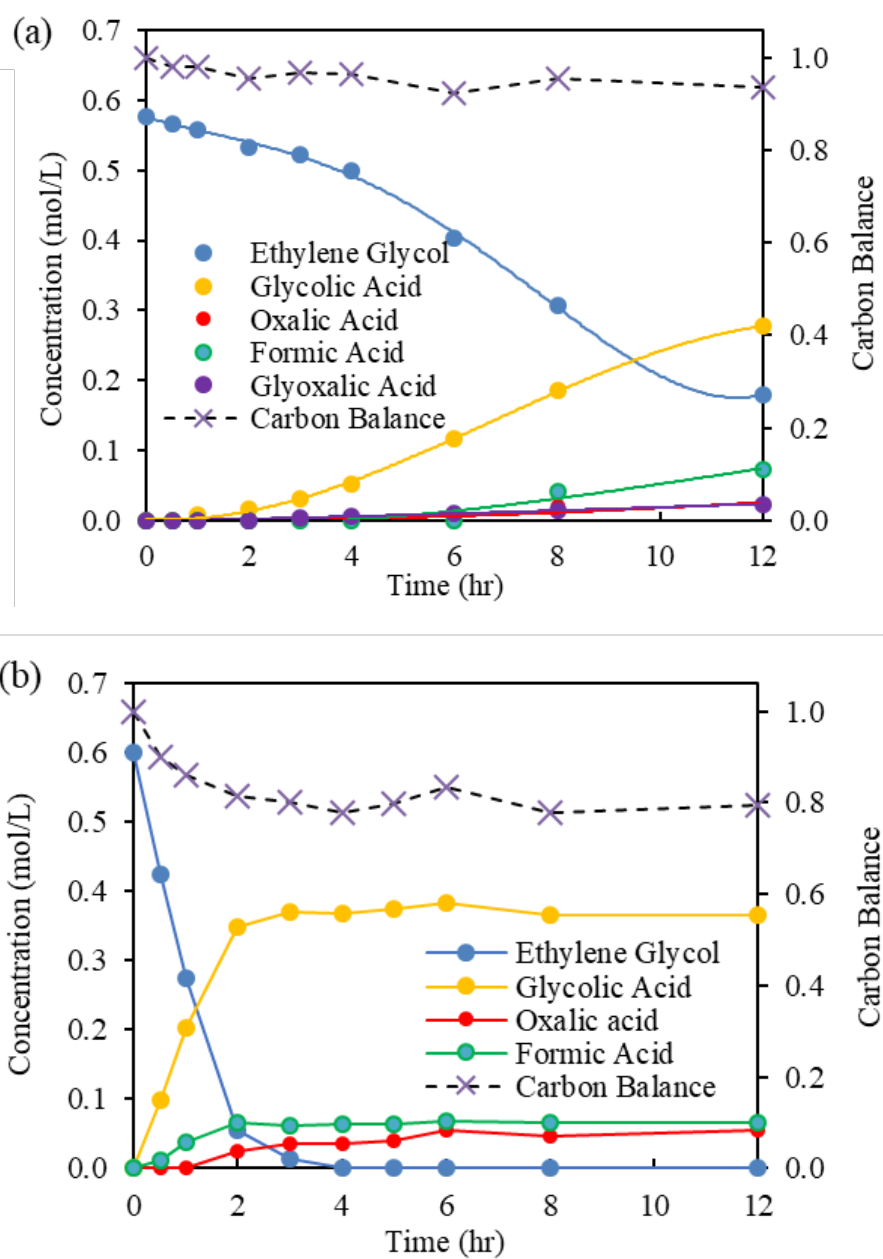 (a)
0.7
0.6
0.5
0.4
0.3
0.2
0.1
0.0
Concentration (mol/L)
1.0
0.8
0.6
0.4
0.2
0.0
Carbon Balance
Ethylene Glycol
Glycolic Acid
Oxalic Acid
Formic Acid
Glyoxalic Acid
Carbon Balance
0 2 4 6 8 10 12
Time (hr)
(b)
0.7
0.6
0.5
0.4
0.3
0.2
0.1
0.0
Concentration (mol/L)
1.0
0.8
0.6
0.4
0.2
0.0
Carbon Balance
Ethylene Glycol
Glycolic Acid
Oxalic acid
Formic Acid
Carbon Balance
0 2 4 6 8 10 12
Time (hr)